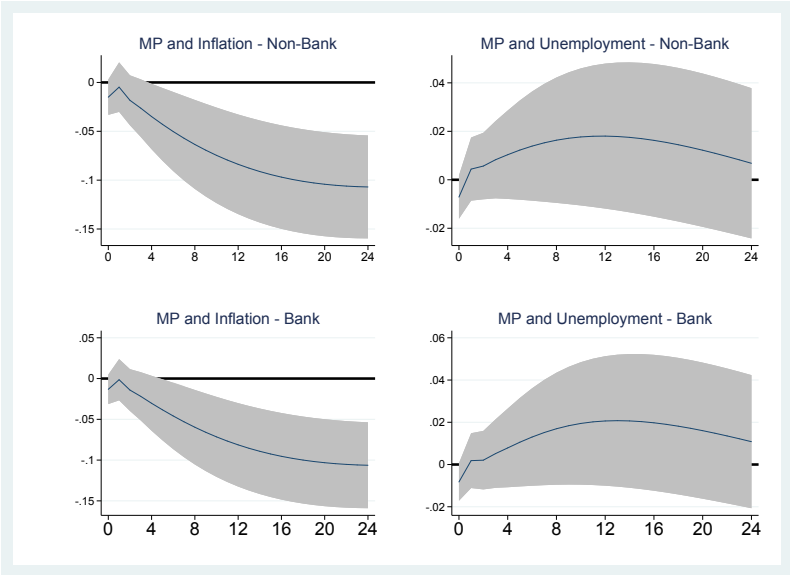 MP and Inflation - Non-Bank
0
-.05
-.1
-.15
0 4 8 12 16 20 24
MP and Unemployment - Non-Bank
.04
.02
0
-.02
0 4 8 12 16 20 24
MP and Inflation - Bank
.05
0
-.05
-.1
-.15
0 4 8 12 16 20 24
MP and Unemployment - Bank
.06
.04
.02
0
-.02
0 4 8 12 16 20 24